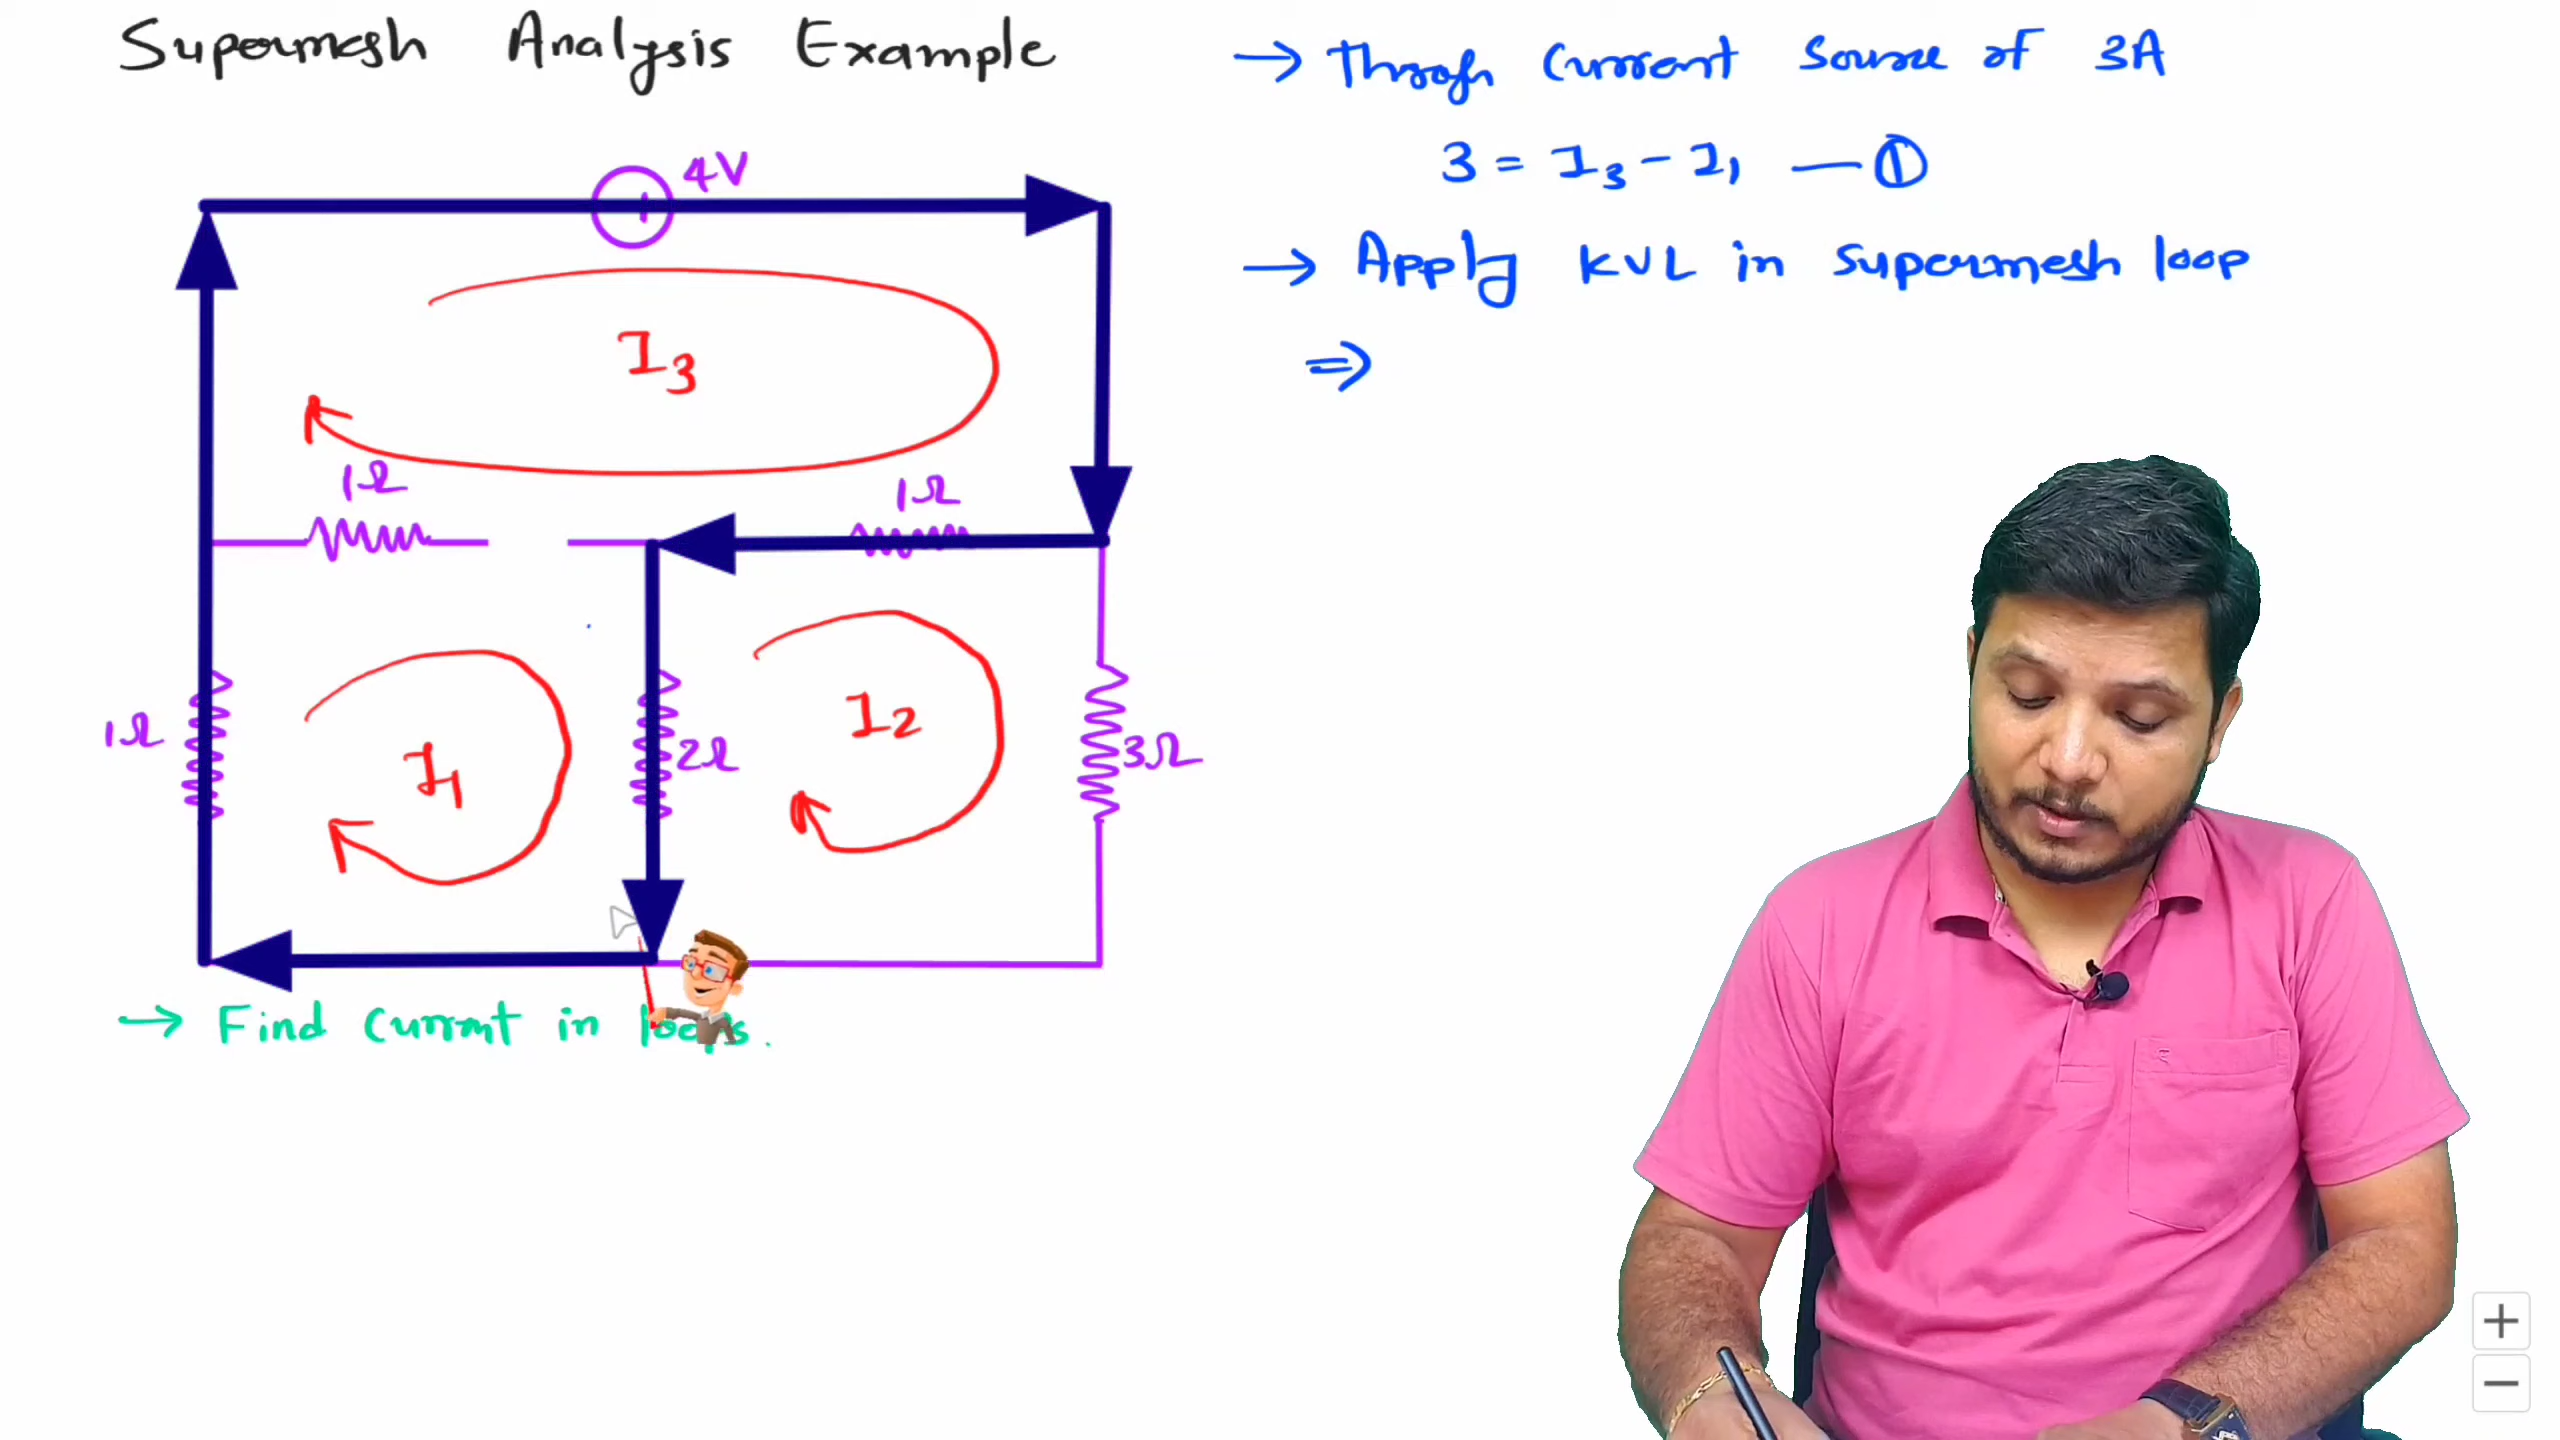 Supermesh Analysis Example
4V
I3
1Ω
1Ω
1Ω
I1
2Ω
I2
3Ω
→ Find Current in loops.
→ Throgh Current Source of 3A
3 = I3 - I1 — ①
→ Apply KVL in supermesh loop
⇒